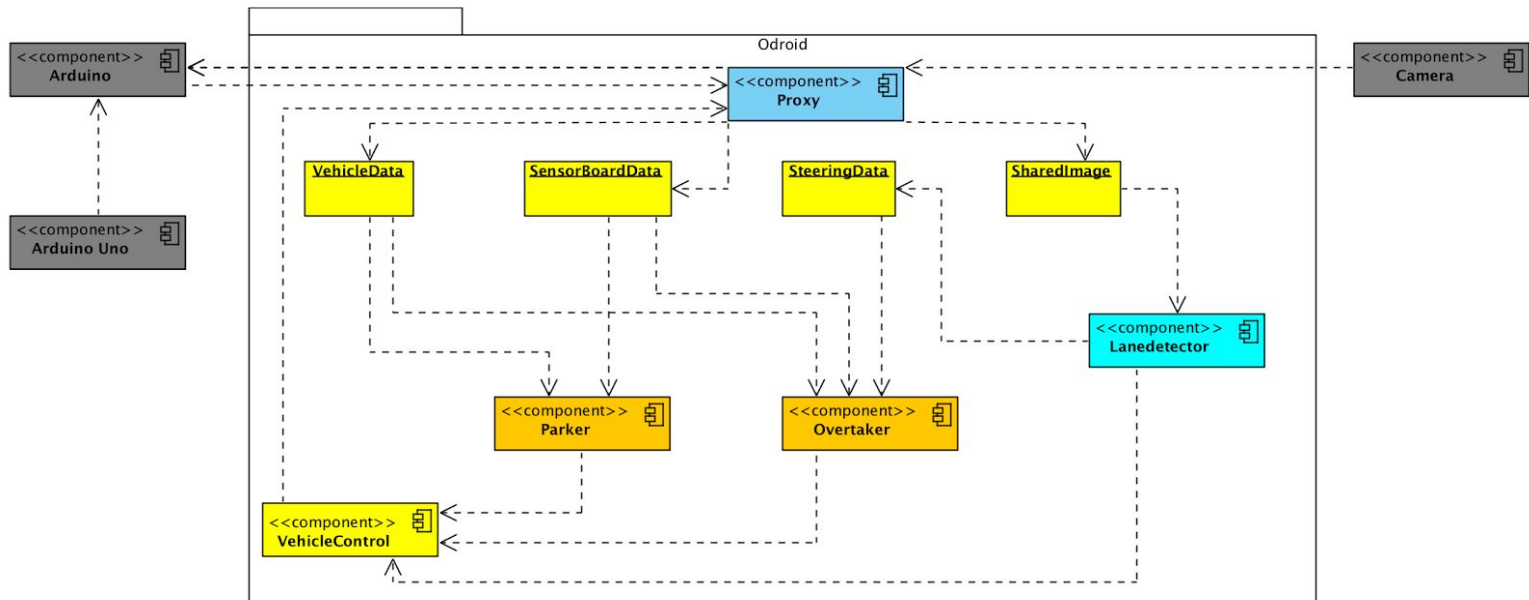 Odroid
<<component>>
Arduino
<<component>>
Proxy
<<component>>
Camera
VehicleData
SensorBoardData
SteeringData
SharedImage
<<component>>
Arduino Uno
<<component>>
Lanedetector
<<component>>
Parker
<<component>>
Overtaker
<<component>>
VehicleControl